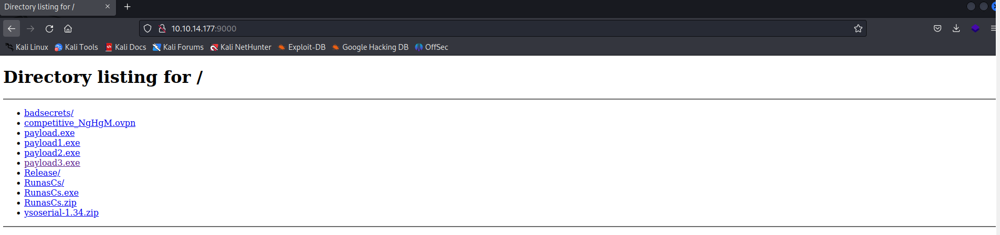 Directory listing for /
10.10.14.177:9000
Kali Linux Kali Tools Kali Docs Kali Forums Kali NetHunter Exploit-DB Google Hacking DB OffSec
Directory listing for /
badsecrets/
competitive_NgHgM.ovpn
payload.exe
payload1.exe
payload2.exe
payload3.exe
Release/
RunasCs/
RunasCs.exe
RunasCs.zip
ysoserial-1.34.zip